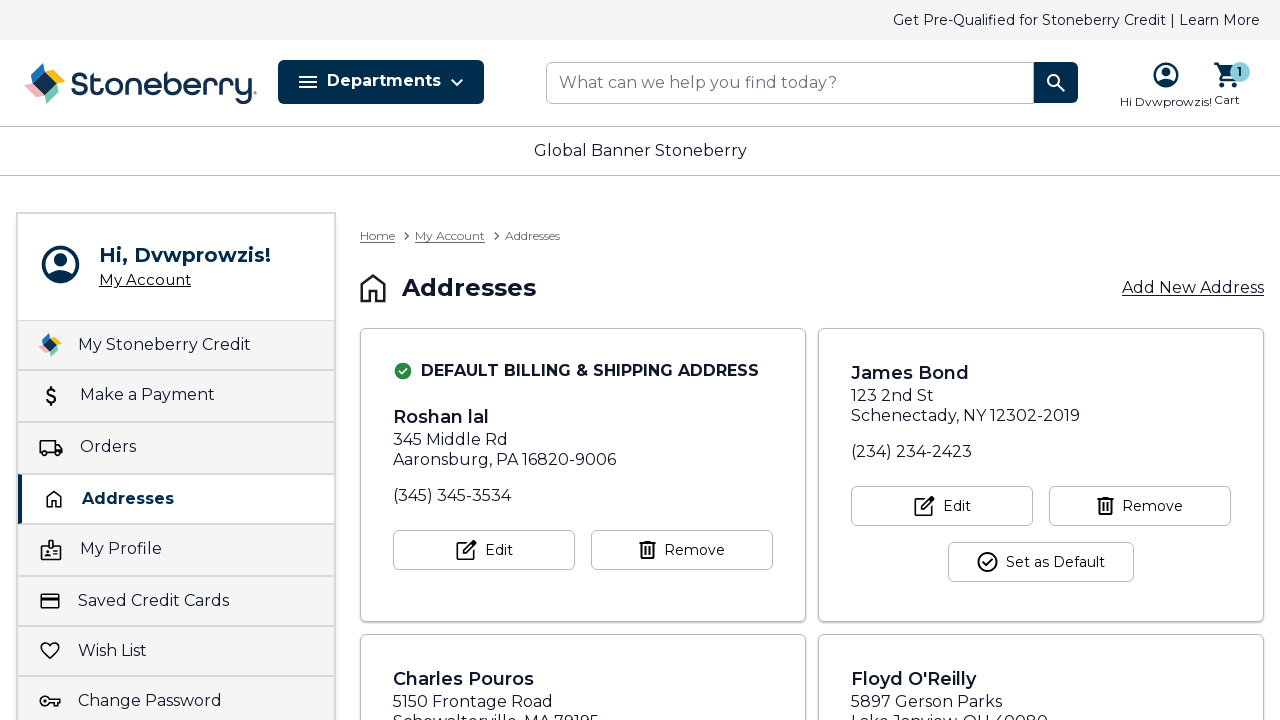 Get Pre-Qualified for Stoneberry Credit | Learn More
Stoneberry
Departments
What can we help you find today?
1
Hi Dvwprowzis!
Cart
Global Banner Stoneberry
Hi, Dvwprowzis!
My Account
My Stoneberry Credit
Make a Payment
Orders
Addresses
My Profile
Saved Credit Cards
Wish List
Change Password
Home > My Account > Addresses
Addresses
Add New Address
DEFAULT BILLING & SHIPPING ADDRESS
Roshan lal
345 Middle Rd
Aaronsburg, PA 16820-9006
(345) 345-3534
Edit
Remove
James Bond
123 2nd St
Schenectady, NY 12302-2019
(234) 234-2423
Edit
Remove
Set as Default
Charles Pouros
5150 Frontage Road
Floyd O'Reilly
5897 Gerson Parks